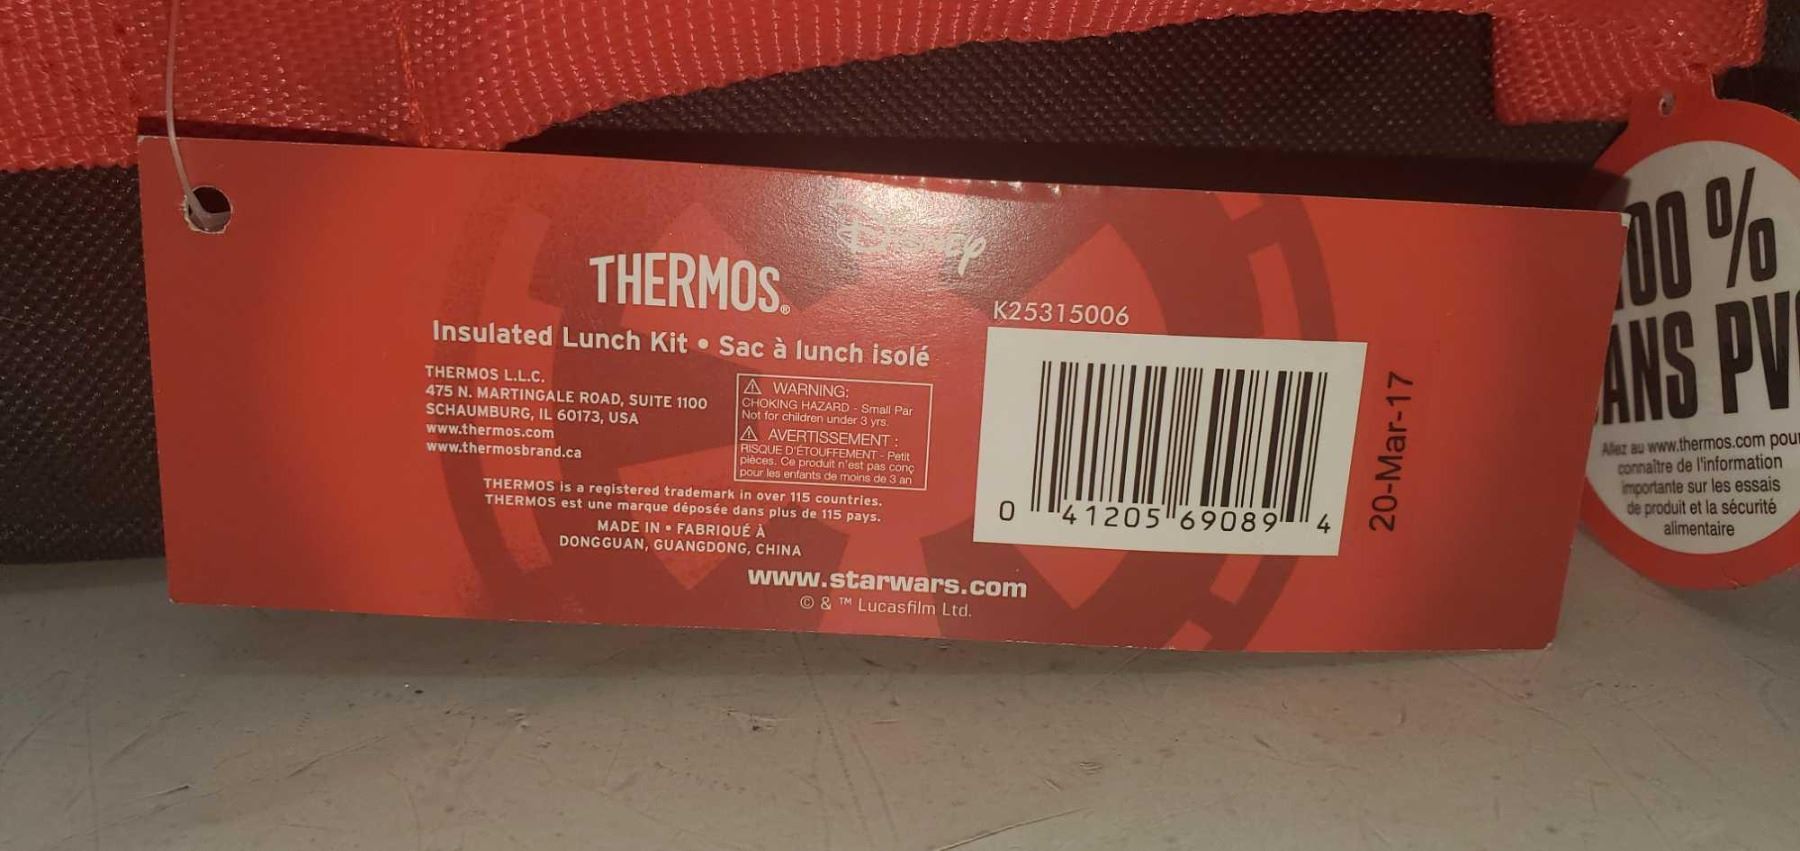 Disney
THERMOS®
Insulated Lunch Kit • Sac à lunch isolé
THERMOS L.L.C.
475 N. MARTINGALE ROAD, SUITE 1100
SCHAUMBURG, IL 60173, USA
www.thermos.com
www.thermosbrand.ca
⚠ WARNING:
CHOKING HAZARD - Small Par
Not for children under 3 yrs.
⚠ AVERTISSEMENT :
RISQUE D'ÉTOUFFEMENT - Petit
pièces. Ce produit n'est pas conç
pour les enfants de moins de 3 an
THERMOS is a registered trademark in over 115 countries.
THERMOS est une marque déposée dans plus de 115 pays.
MADE IN • FABRIQUÉ À
DONGGUAN, GUANGDONG, CHINA
www.starwars.com
© & ™ Lucasfilm Ltd.
K25315006
0 41205 69089 4
20-Mar-17
00 %
ANS PV
Allez au www.thermos.com pour
connaître de l'information
importante sur les essais
de produit et la sécurité
alimentaire